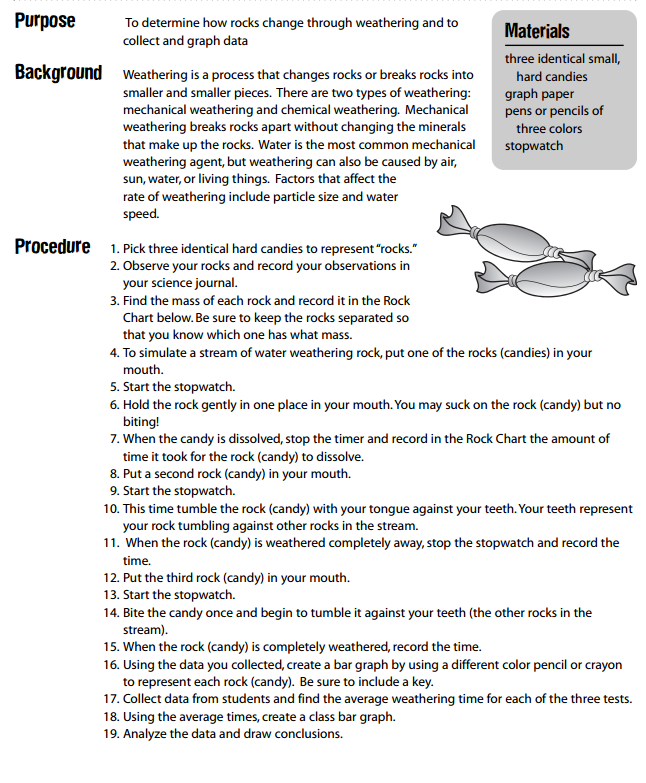 Purpose
To determine how rocks change through weathering and to
collect and graph data
Materials
three identical small,
hard candies
graph paper
pens or pencils of
three colors
stopwatch
Background
Weathering is a process that changes rocks or breaks rocks into
smaller and smaller pieces. There are two types of weathering:
mechanical weathering and chemical weathering. Mechanical
weathering breaks rocks apart without changing the minerals
that make up the rocks. Water is the most common mechanical
weathering agent, but weathering can also be caused by air,
sun, water, or living things. Factors that affect the
rate of weathering include particle size and water
speed.
Procedure
1. Pick three identical hard candies to represent "rocks."
2. Observe your rocks and record your observations in
your science journal.
3. Find the mass of each rock and record it in the Rock
Chart below. Be sure to keep the rocks separated so
that you know which one has what mass.
4. To simulate a stream of water weathering rock, put one of the rocks (candies) in your
mouth.
5. Start the stopwatch.
6. Hold the rock gently in one place in your mouth. You may suck on the rock (candy) but no
biting!
7. When the candy is dissolved, stop the timer and record in the Rock Chart the amount of
time it took for the rock (candy) to dissolve.
8. Put a second rock (candy) in your mouth.
9. Start the stopwatch.
10. This time tumble the rock (candy) with your tongue against your teeth. Your teeth represent
your rock tumbling against other rocks in the stream.
11. When the rock (candy) is weathered completely away, stop the stopwatch and record the
time.
12. Put the third rock (candy) in your mouth.
13. Start the stopwatch.
14. Bite the candy once and begin to tumble it against your teeth (the other rocks in the
stream).
15. When the rock (candy) is completely weathered, record the time.
16. Using the data you collected, create a bar graph by using a different color pencil or crayon
to represent each rock (candy). Be sure to include a key.
17. Collect data from students and find the average weathering time for each of the three tests.
18. Using the average times, create a class bar graph.
19. Analyze the data and draw conclusions.